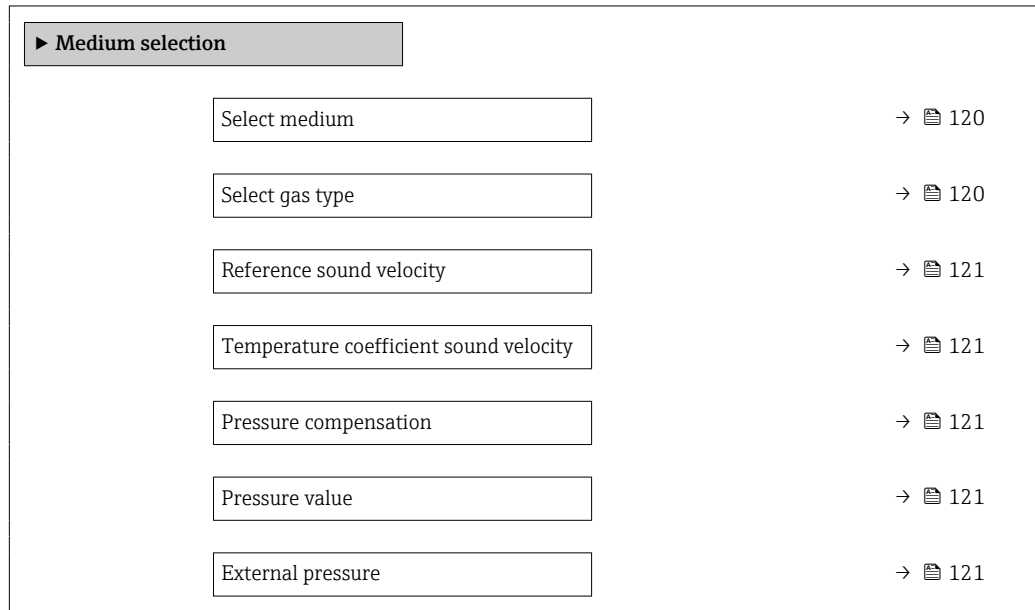 ▶ Medium selection
Select medium → 120
Select gas type → 120
Reference sound velocity → 121
Temperature coefficient sound velocity → 121
Pressure compensation → 121
Pressure value → 121
External pressure → 121